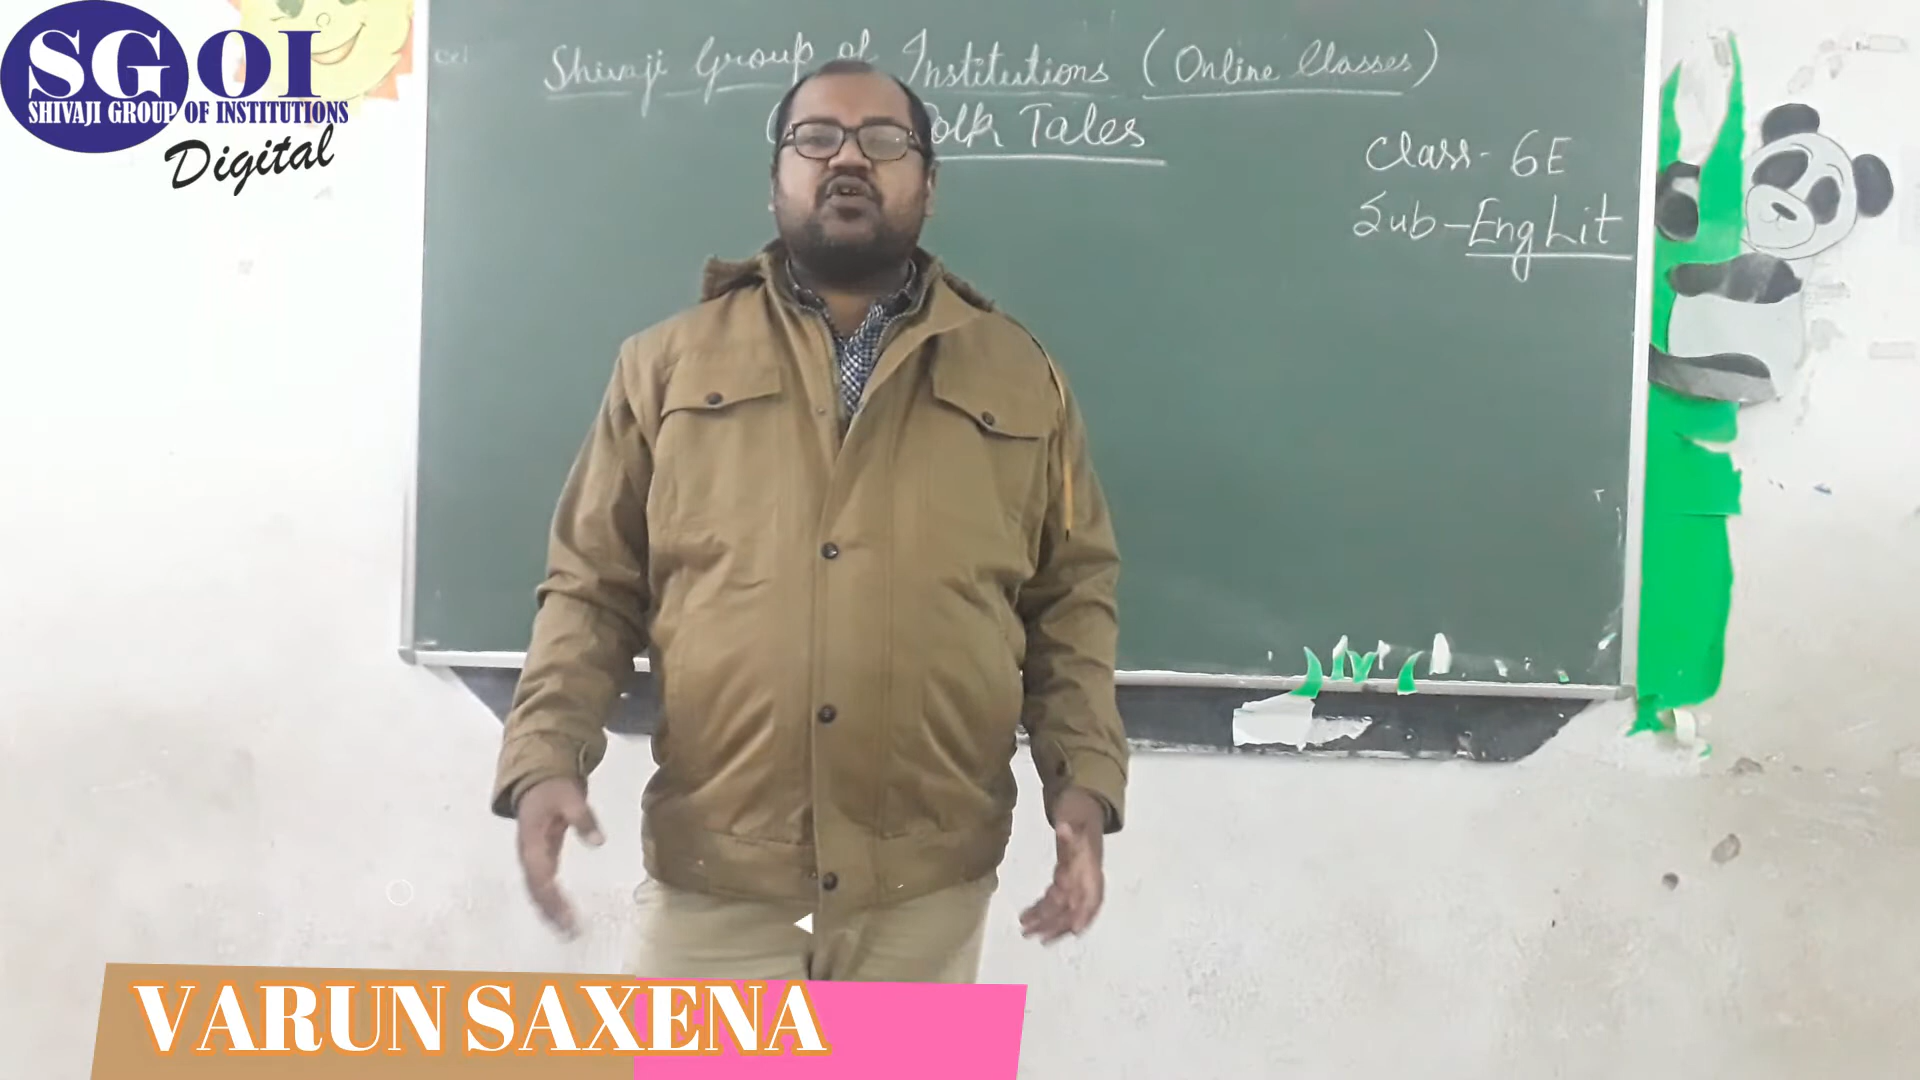 SGOI
SHIVAJI GROUP OF INSTITUTIONS
Digital
Shivaji Group of Institutions (Online Classes)
Folk Tales
Class - 6E
Sub - Eng Lit
VARUN SAXENA